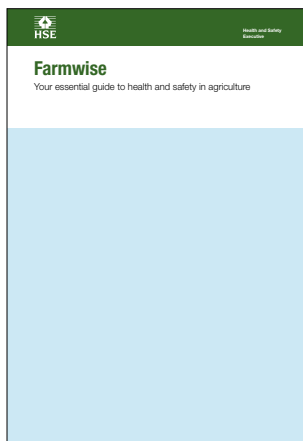 HSE
Health and Safety
Executive
Farmwise
Your essential guide to health and safety in agriculture